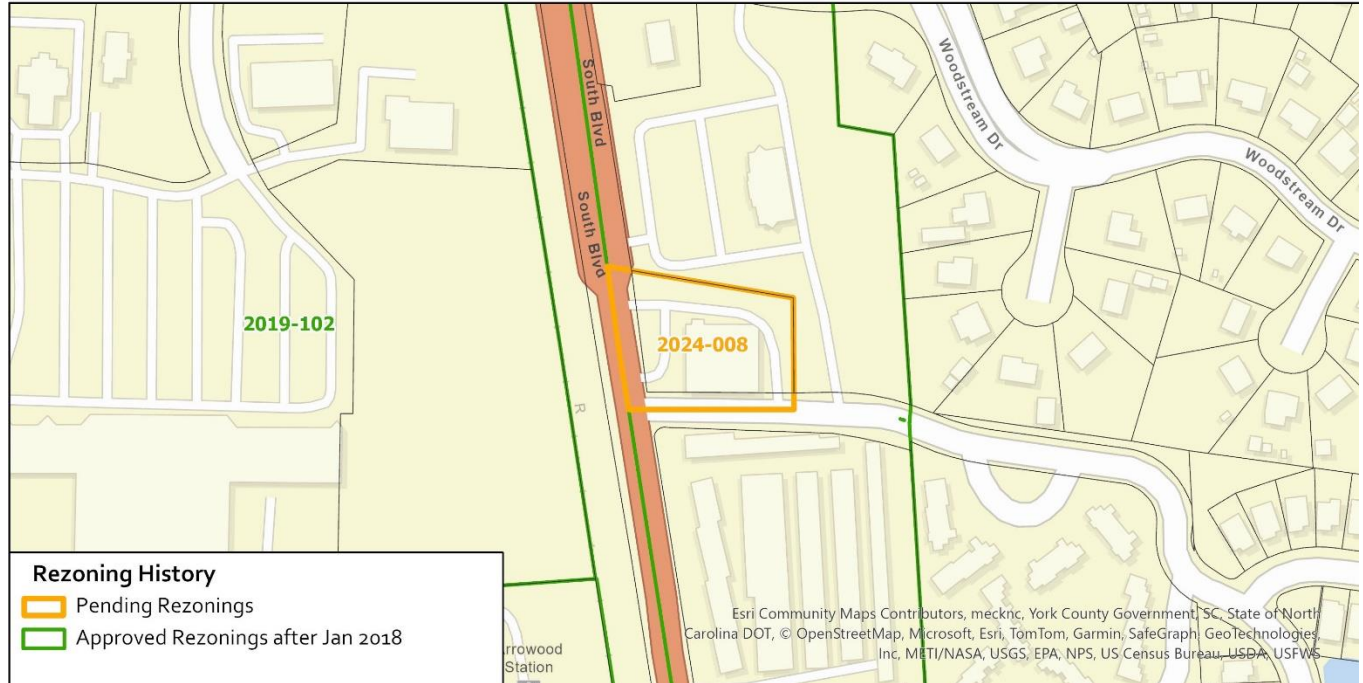 South Blvd
South Blvd
Woodstream Dr
Woodstream Dr
2019-102
2024-008
R
Rezoning History
Pending Rezonings
Approved Rezonings after Jan 2018
rrowood
Station
Esri Community Maps Contributors, mecknc, York County Government, SC, State of North
Carolina DOT, © OpenStreetMap, Microsoft, Esri, TomTom, Garmin, SafeGraph, GeoTechnologies,
Inc, METI/NASA, USGS, EPA, NPS, US Census Bureau, USDA, USFWS